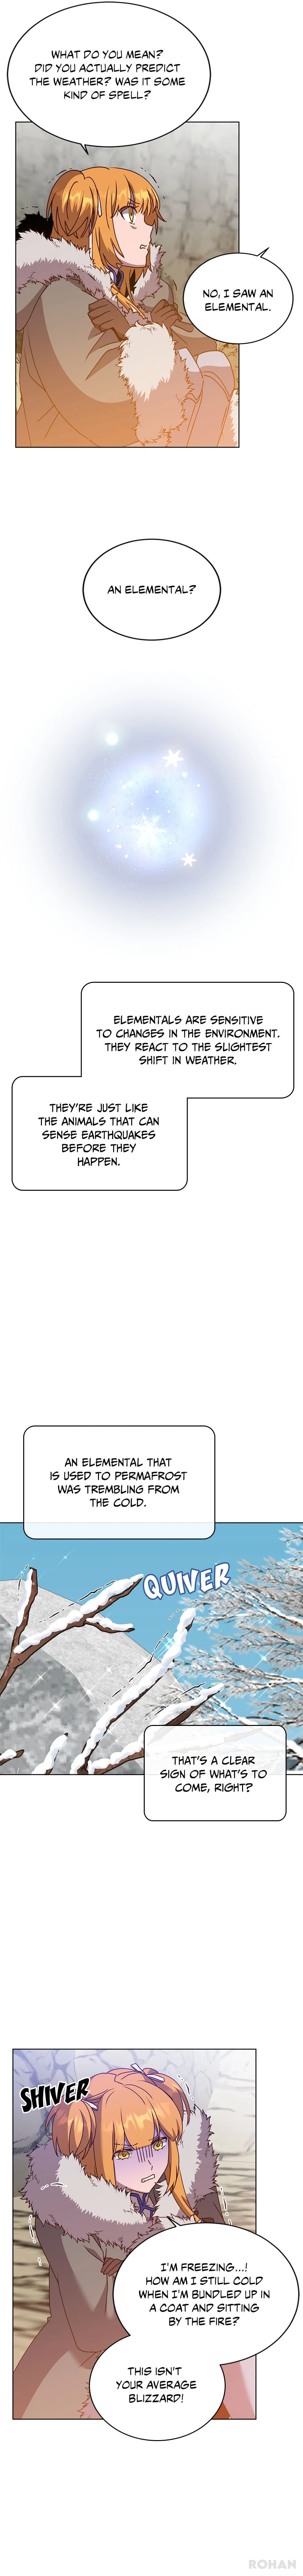 WHAT DO YOU MEAN?
DID YOU ACTUALLY PREDICT
THE WEATHER? WAS IT SOME
KIND OF SPELL?
NO, I SAW AN
ELEMENTAL.
AN ELEMENTAL?
ELEMENTALS ARE SENSITIVE
TO CHANGES IN THE ENVIRONMENT.
THEY REACT TO THE SLIGHTEST
SHIFT IN WEATHER.
THEY'RE JUST LIKE
THE ANIMALS THAT CAN
SENSE EARTHQUAKES
BEFORE THEY
HAPPEN.
AN ELEMENTAL THAT
IS USED TO PERMAFROST
WAS TREMBLING FROM
THE COLD.
QUIVER
THAT'S A CLEAR
SIGN OF WHAT'S TO
COME, RIGHT?
SHIVER
I'M FREEZING...!
HOW AM I STILL COLD
WHEN I'M BUNDLED UP IN
A COAT AND SITTING
BY THE FIRE?
THIS ISN'T
YOUR AVERAGE
BLIZZARD!
ROHAN